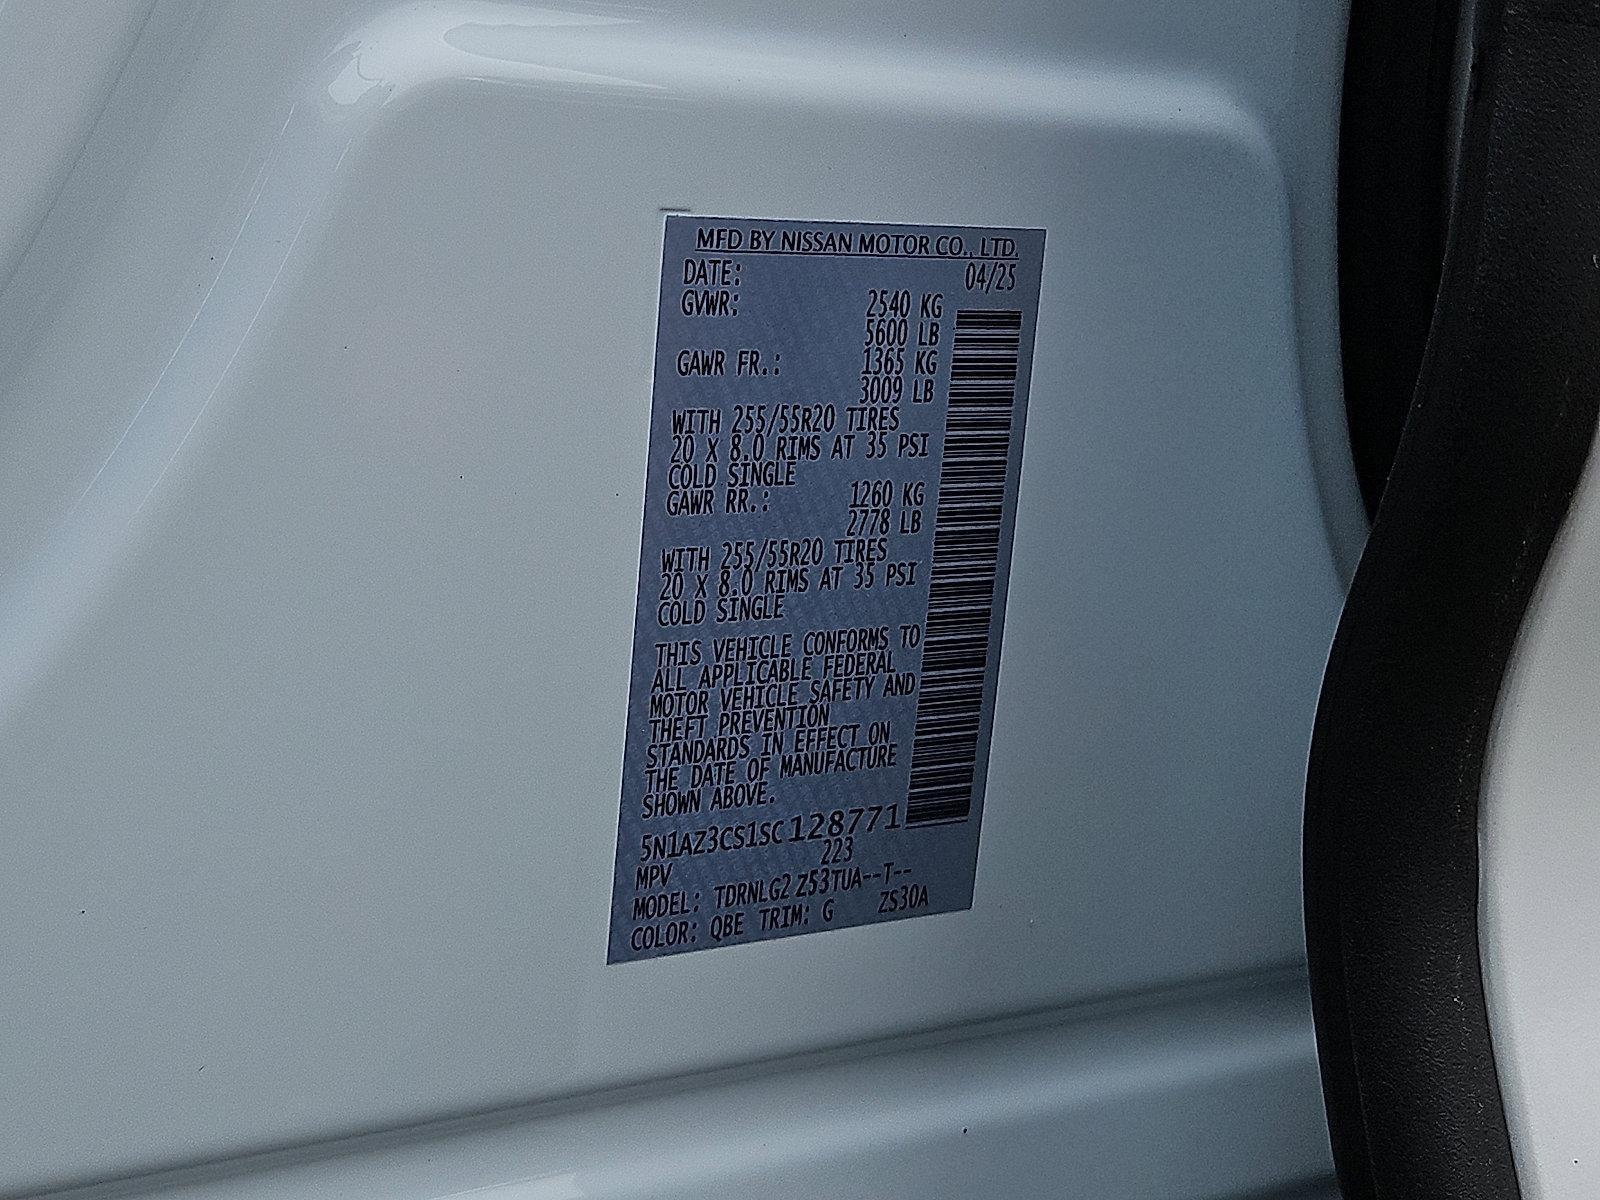 MFD BY NISSAN MOTOR CO., LTD.
DATE: 04/25
GVWR: 2540 KG
5600 LB
GAWR FR.: 1365 KG
3009 LB
WITH 255/55R20 TIRES
20 X 8.0 RIMS AT 35 PSI
COLD SINGLE
GAWR RR.: 1260 KG
2778 LB
WITH 255/55R20 TIRES
20 X 8.0 RIMS AT 35 PSI
COLD SINGLE
THIS VEHICLE CONFORMS TO
ALL APPLICABLE FEDERAL
MOTOR VEHICLE SAFETY AND
THEFT PREVENTION
STANDARDS IN EFFECT ON
THE DATE OF MANUFACTURE
SHOWN ABOVE.
5N1AZ3CS1SC128771
MPV 223
MODEL: TDRNLG2 Z53TUA--T--
COLOR: QBE TRIM: G ZS30A